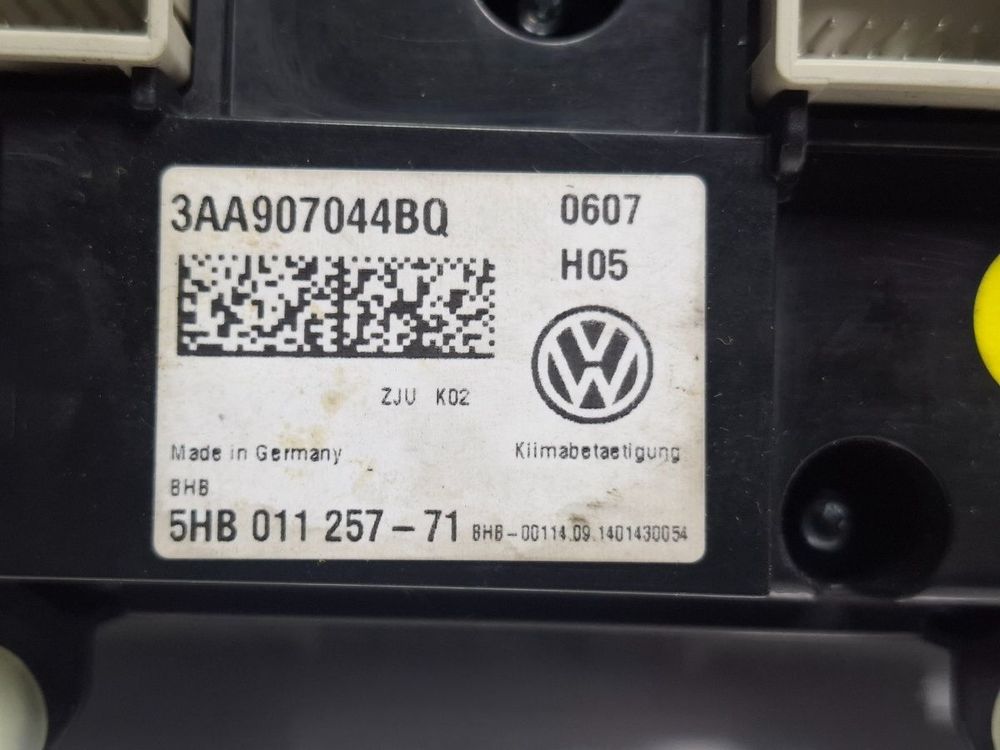 3AA907044BQ 0607
H05
ZJU K02
Made in Germany Klimabetaetigung
BHB
5HB 011 257-71 BHB-00114.09.1401430054